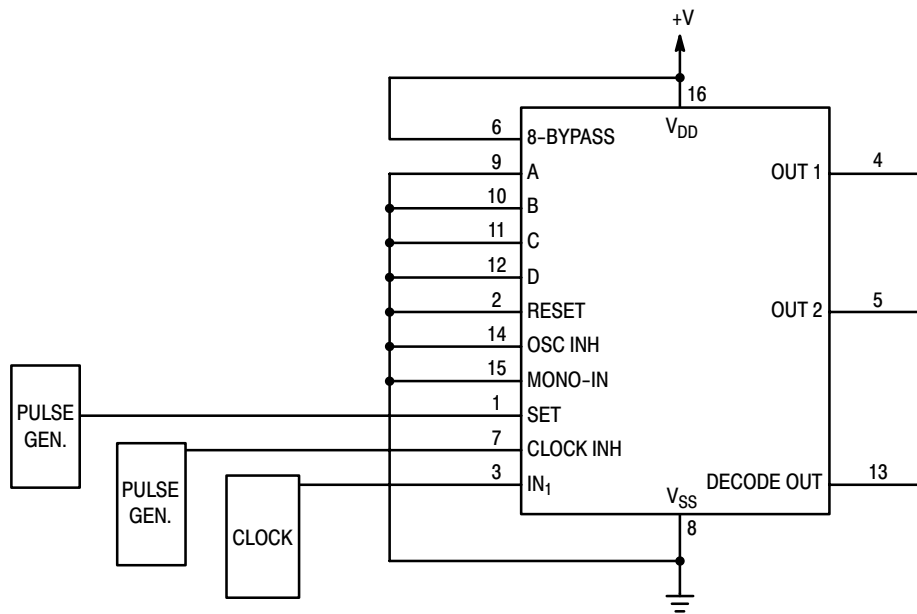 +V
16
V_DD
6 8-BYPASS
9 A
OUT 1 4
10 B
11 C
12 D
2 RESET
OUT 2 5
14 OSC INH
15 MONO-IN
1 SET
PULSE
GEN.
7 CLOCK INH
PULSE
GEN.
3 IN1
DECODE OUT 13
CLOCK
VSS
8